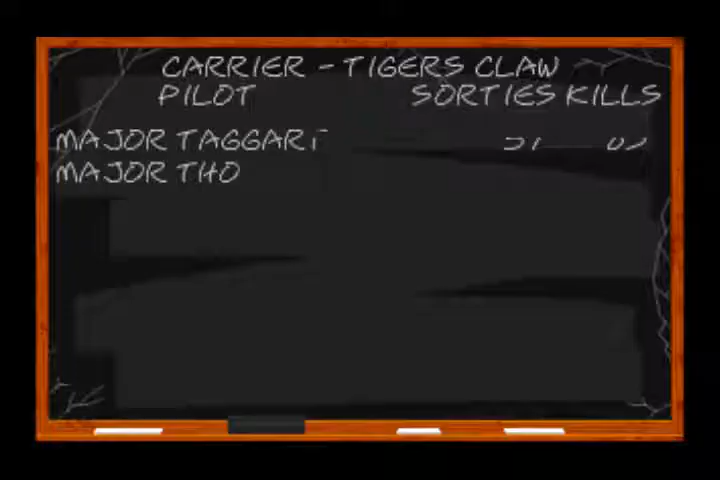 CARRIER - TIGERS CLAW
PILOT SORTIES KILLS
MAJOR TAGGART
MAJOR THO